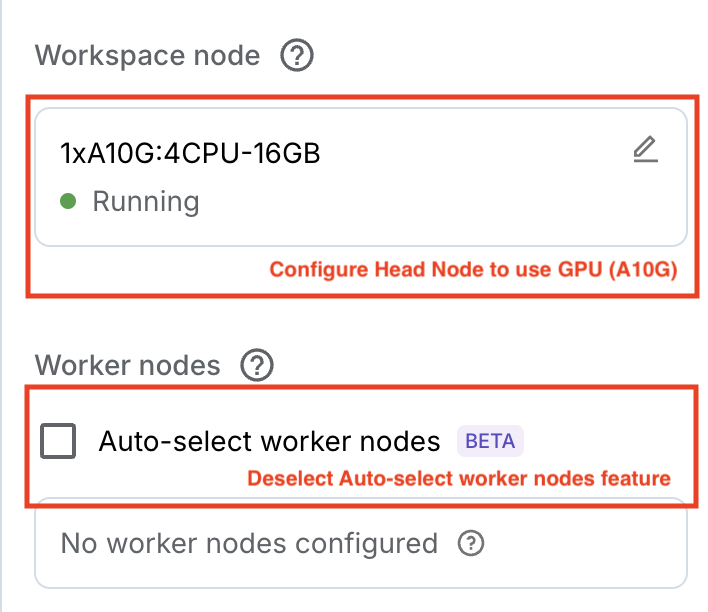 Workspace node
1xA10G:4CPU-16GB
Running
Configure Head Node to use GPU (A10G)
Worker nodes
Auto-select worker nodes BETA
Deselect Auto-select worker nodes feature
No worker nodes configured